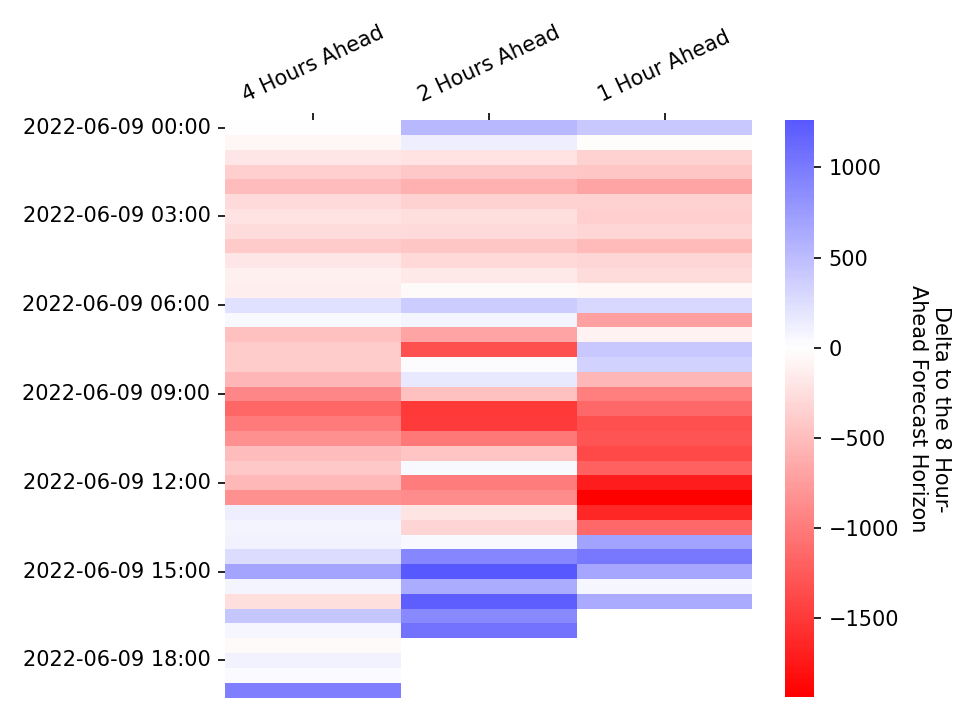 4 Hours Ahead
2 Hours Ahead
1 Hour Ahead
2022-06-09 00:00
2022-06-09 03:00
2022-06-09 06:00
2022-06-09 09:00
2022-06-09 12:00
2022-06-09 15:00
2022-06-09 18:00
1000
500
0
−500
−1000
−1500
Delta to the 8 Hour-
Ahead Forecast Horizon